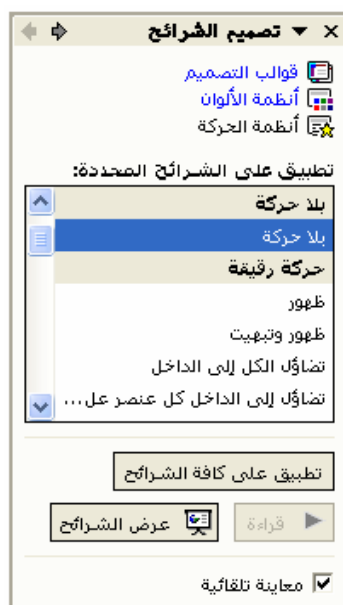 تصميم الشرائح
قوالب التصميم
أنظمة الألوان
أنظمة الحركة
تطبيق على الشرائح المحددة:
بلا حركة
بلا حركة
حركة رقيقة
ظهور
ظهور وتبهيت
تضاؤل الكل إلى الداخل
تضاؤل إلى الداخل كل عنصر عل...
تطبيق على كافة الشرائح
قراءة
عرض الشرائح
معاينة تلقائية